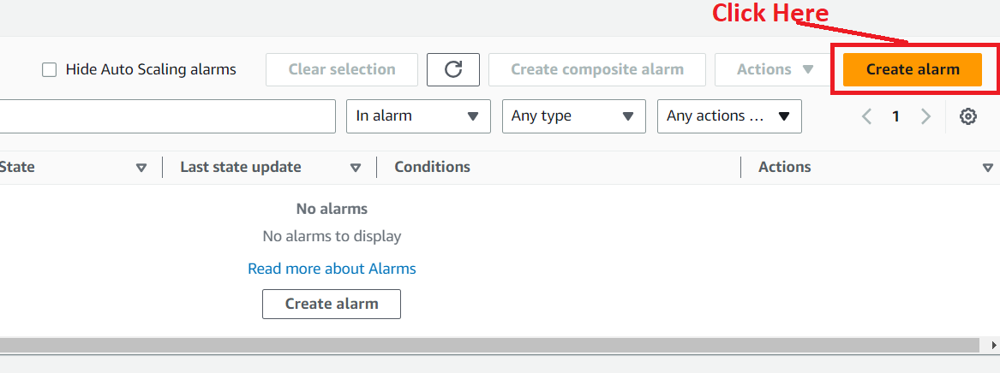 Click Here
Hide Auto Scaling alarms Clear selection Create composite alarm Actions Create alarm
In alarm Any type Any actions ... 1
State Last state update Conditions Actions
No alarms
No alarms to display
Read more about Alarms
Create alarm